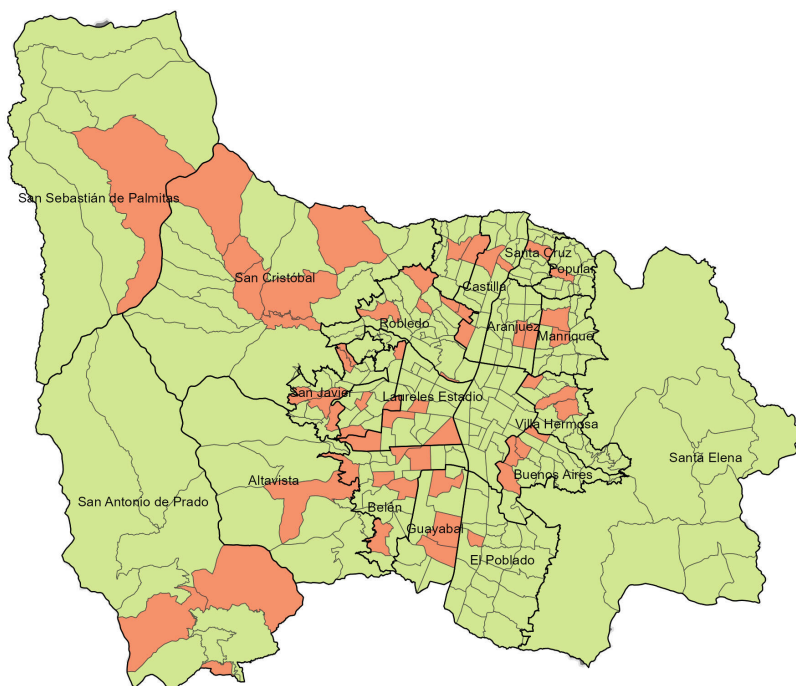 San Sebastián de Palmitas
Santa Cruz
Popular
San Cristóbal
Castilla
Robledo
Aranjuez
Manrique
San Javier
Laureles Estadio
Villa Hermosa
Santa Elena
Altavista
Buenos Aires
San Antonio de Prado
Belén
Guayabal
El Poblado